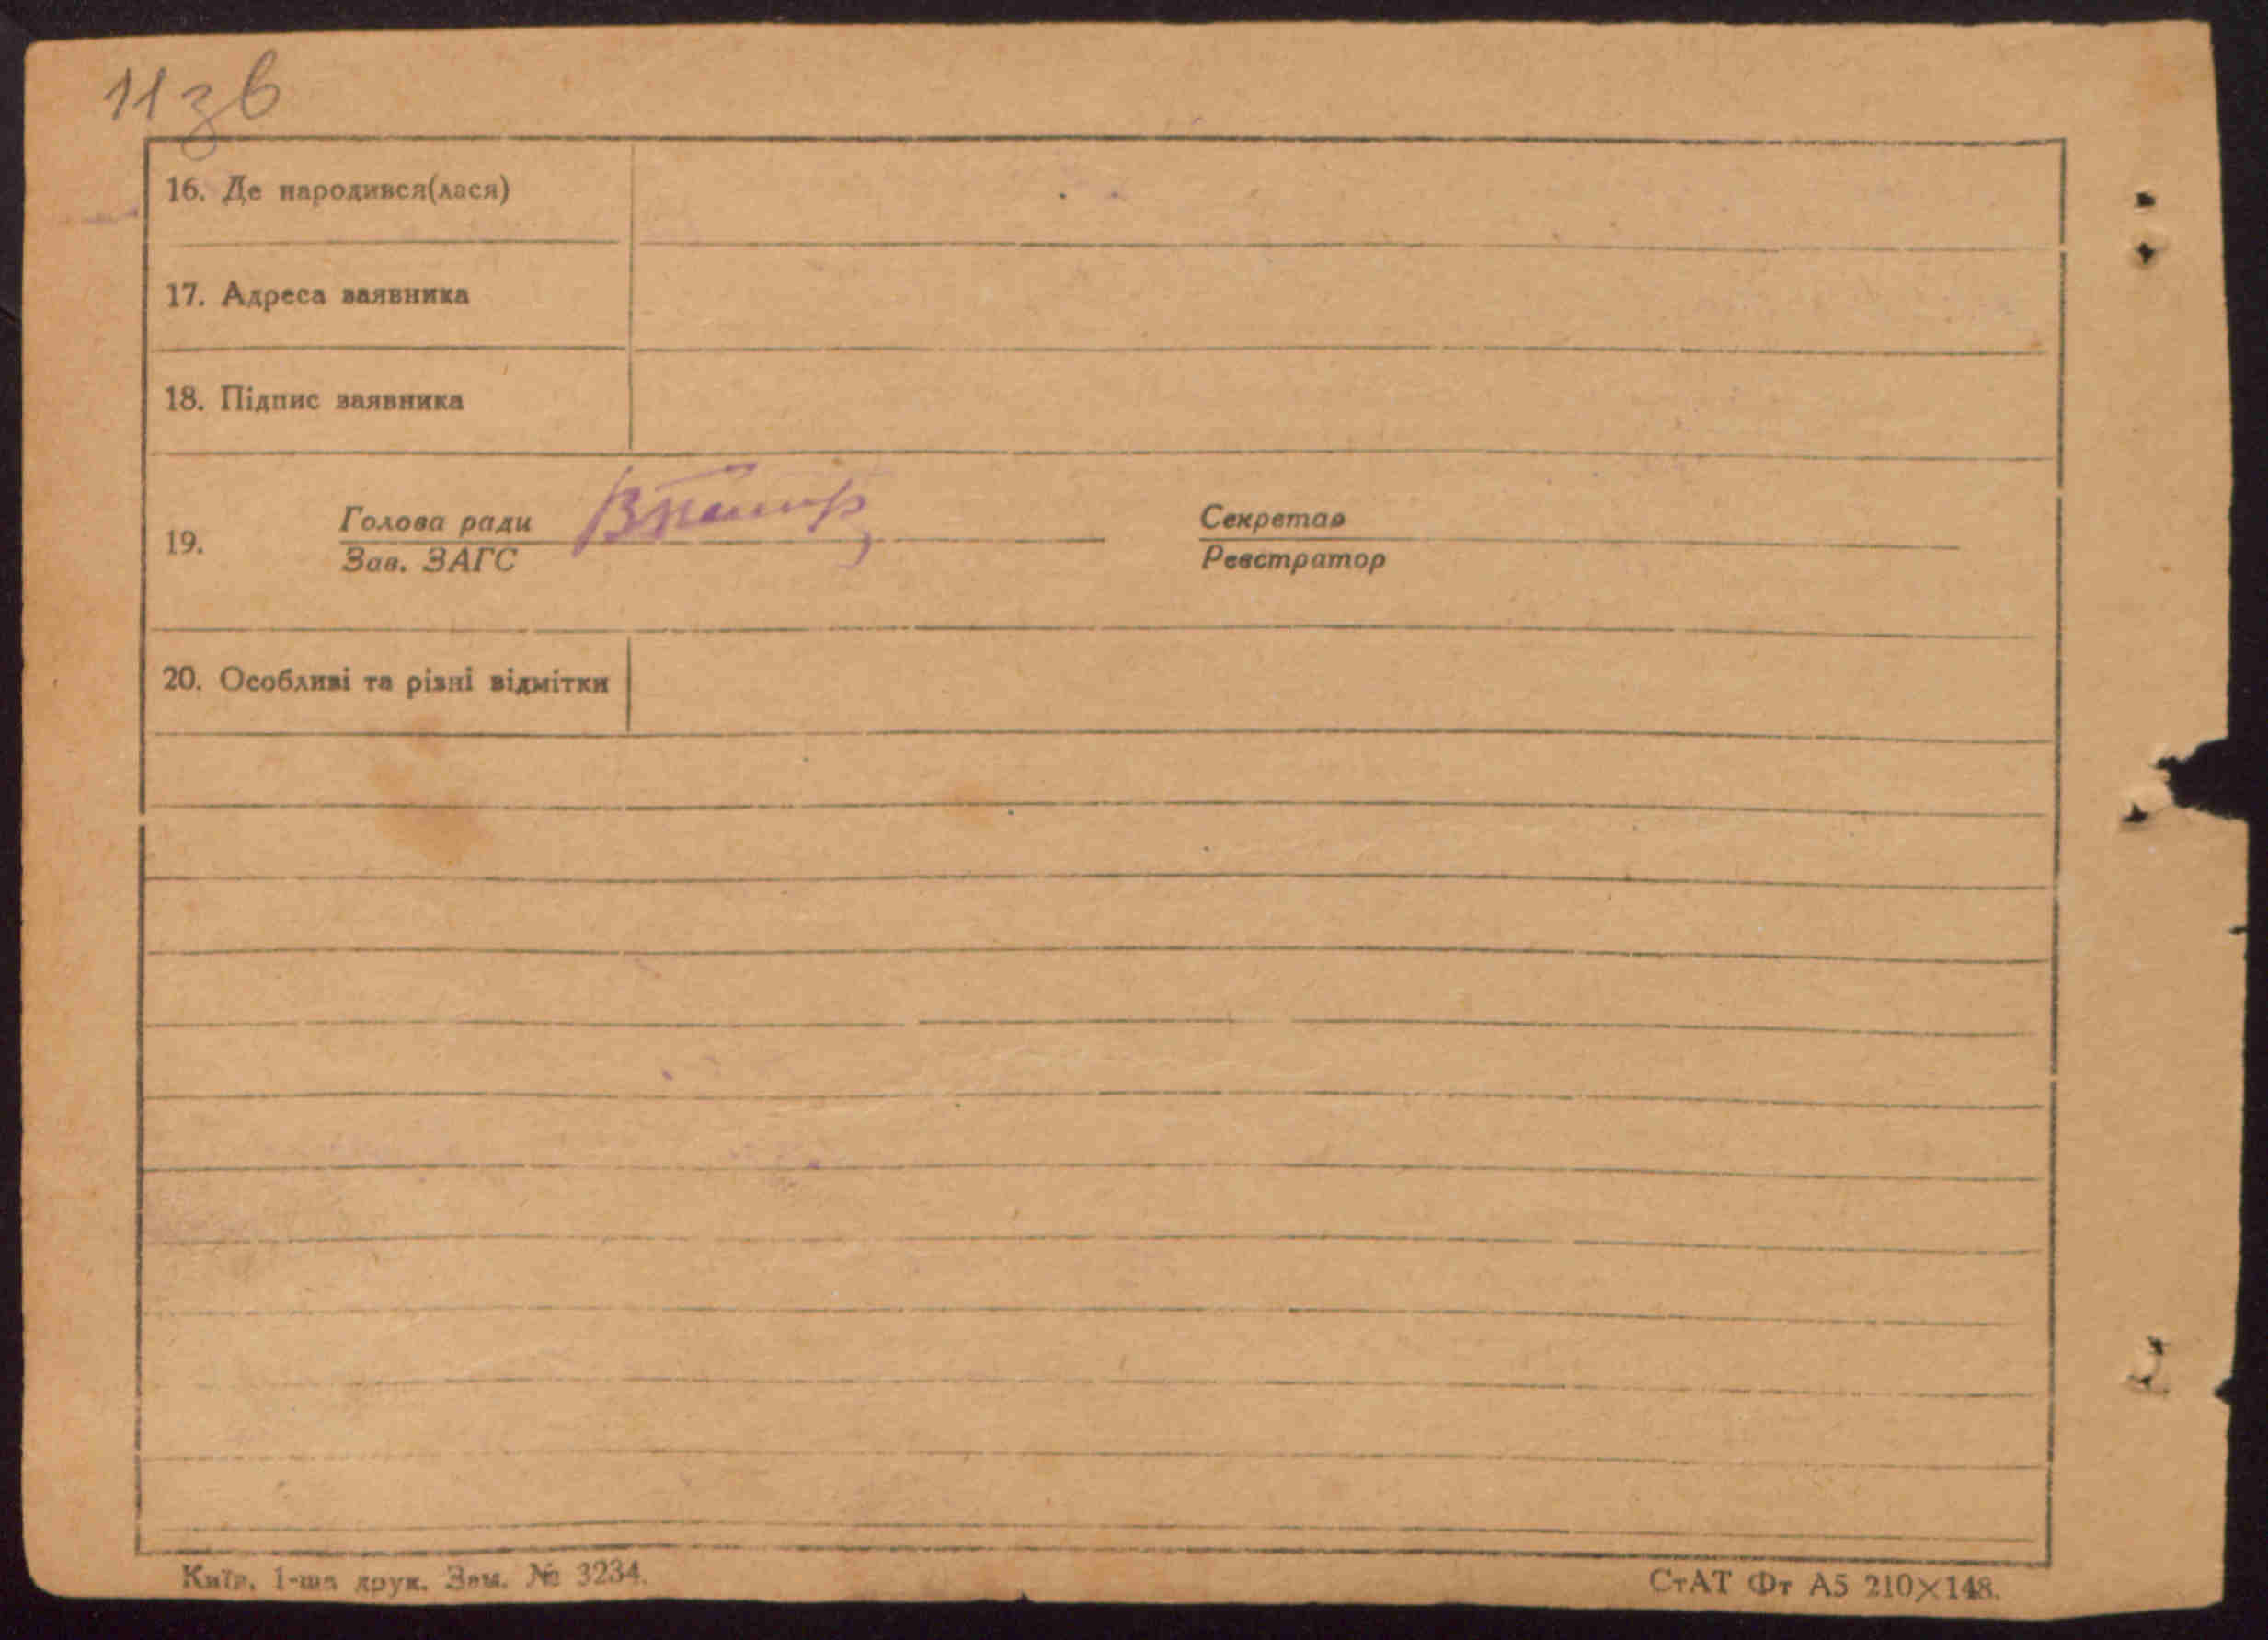 11зв
16. Де народився(лася)
17. Адреса заявника
18. Підпис заявника
19. Голова ради Секретар
Зав. ЗАГС Реєстратор
20. Особливі та різні відмітки
Київ, 1-ша друк. Зам. № 3234. СтАТ Фт А5 210×148.